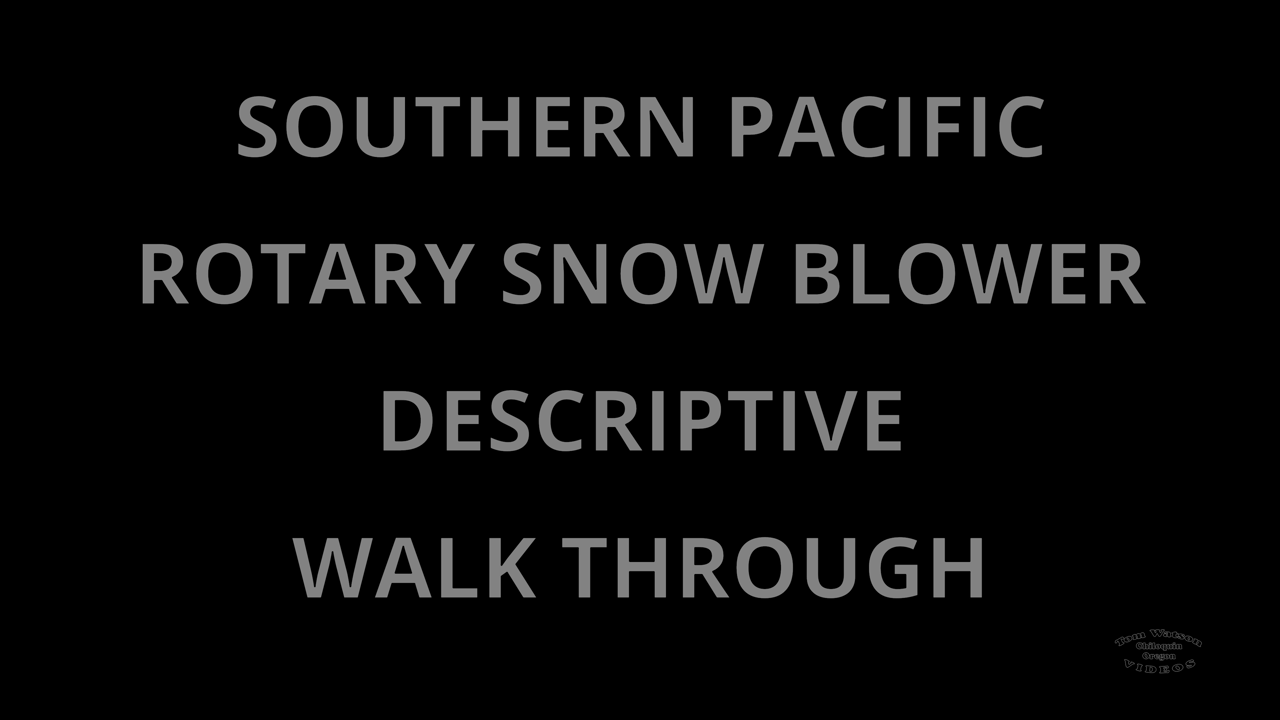 SOUTHERN PACIFIC
ROTARY SNOW BLOWER
DESCRIPTIVE
WALK THROUGH
Tom Watson
Chiloquin
Oregon
VIDEOS